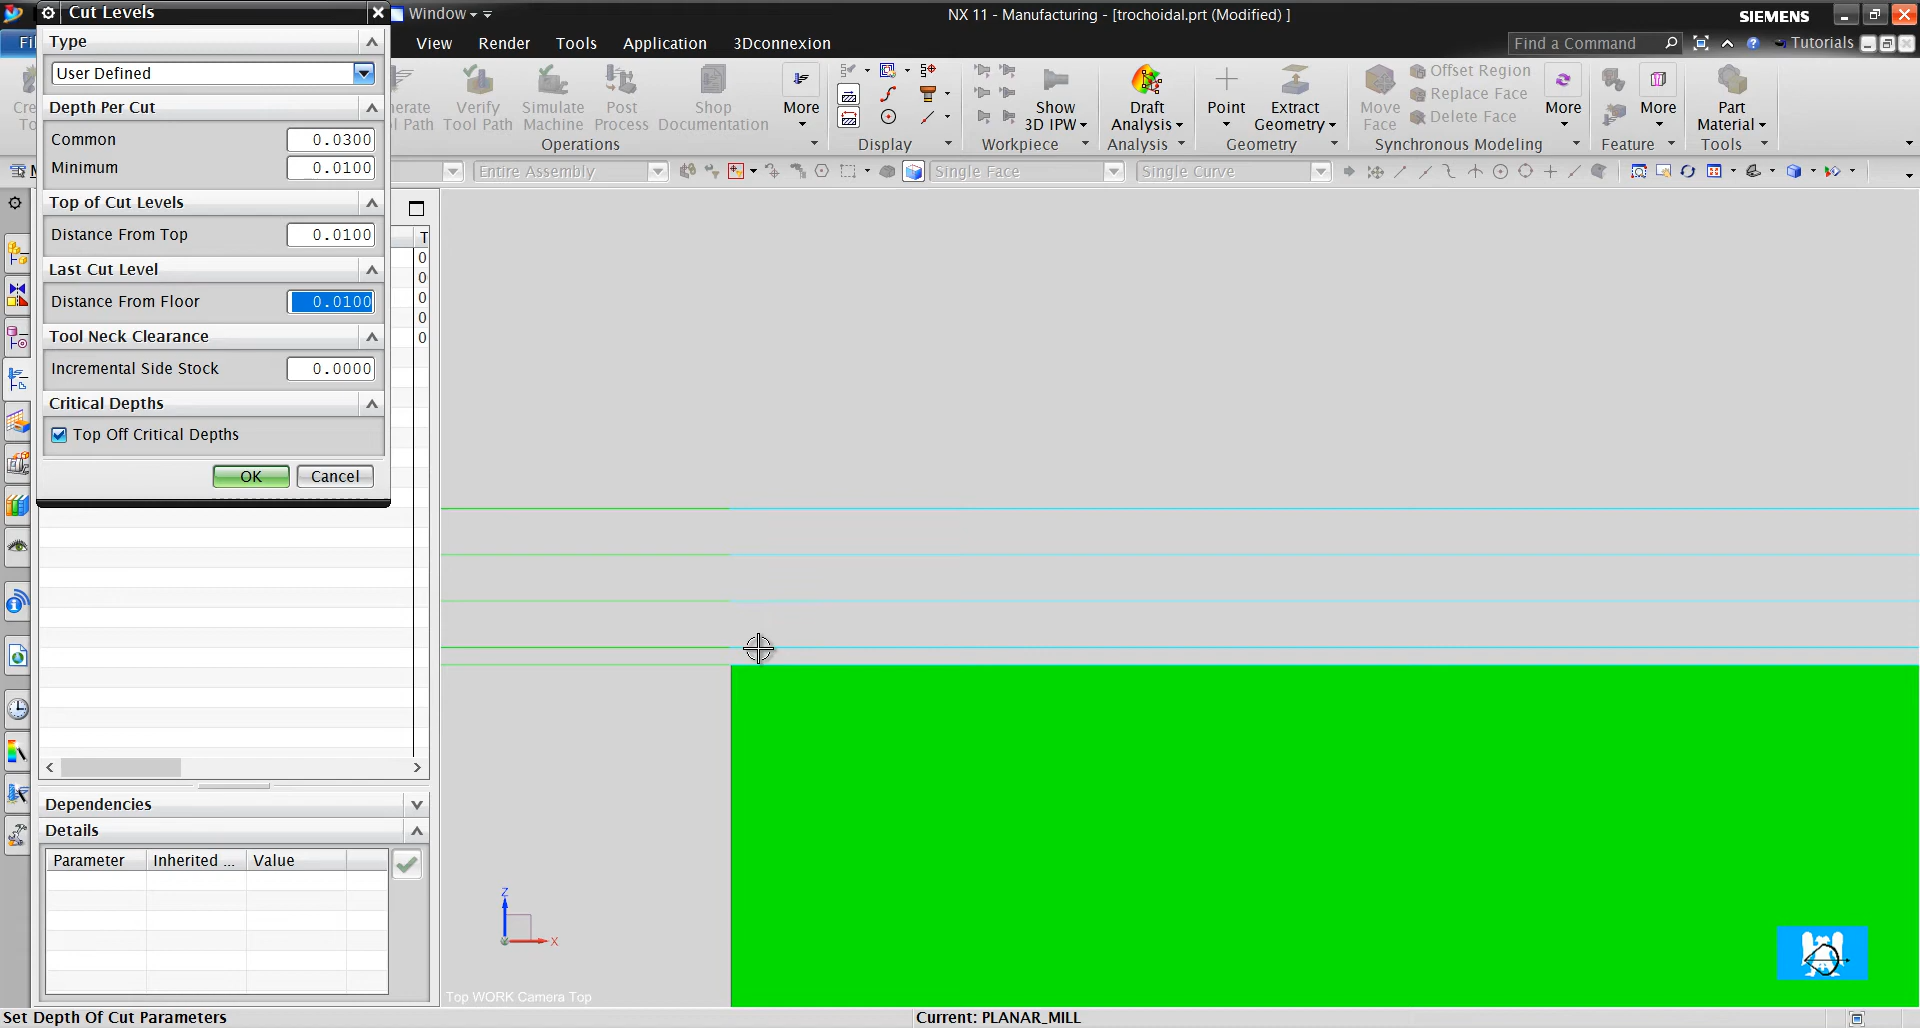 Cut Levels
Window
NX 11 - Manufacturing - [trochoidal.prt (Modified) ]
SIEMENS
View
Render
Tools
Application
3Dconnexion
Find a Command
Tutorials
Type
User Defined
Depth Per Cut
Common
0.0300
Minimum
0.0100
Top of Cut Levels
Distance From Top
0.0100
Last Cut Level
Distance From Floor
0.0100
Tool Neck Clearance
Incremental Side Stock
0.0000
Critical Depths
Top Off Critical Depths
OK
Cancel
Verify
Tool Path
Simulate
Machine
Post
Process
Shop
Documentation
More
Operations
Display
Show
3D IPW
Workpiece
Draft
Analysis
Analysis
Point
Extract
Geometry
Geometry
Move
Face
Offset Region
Replace Face
Delete Face
More
Synchronous Modeling
More
Feature
Part
Material
Tools
Entire Assembly
Single Face
Single Curve
T
0
0
0
0
0
Dependencies
Details
Parameter
Inherited ...
Value
Z
X
Top WORK Camera Top
Set Depth Of Cut Parameters
Current: PLANAR_MILL